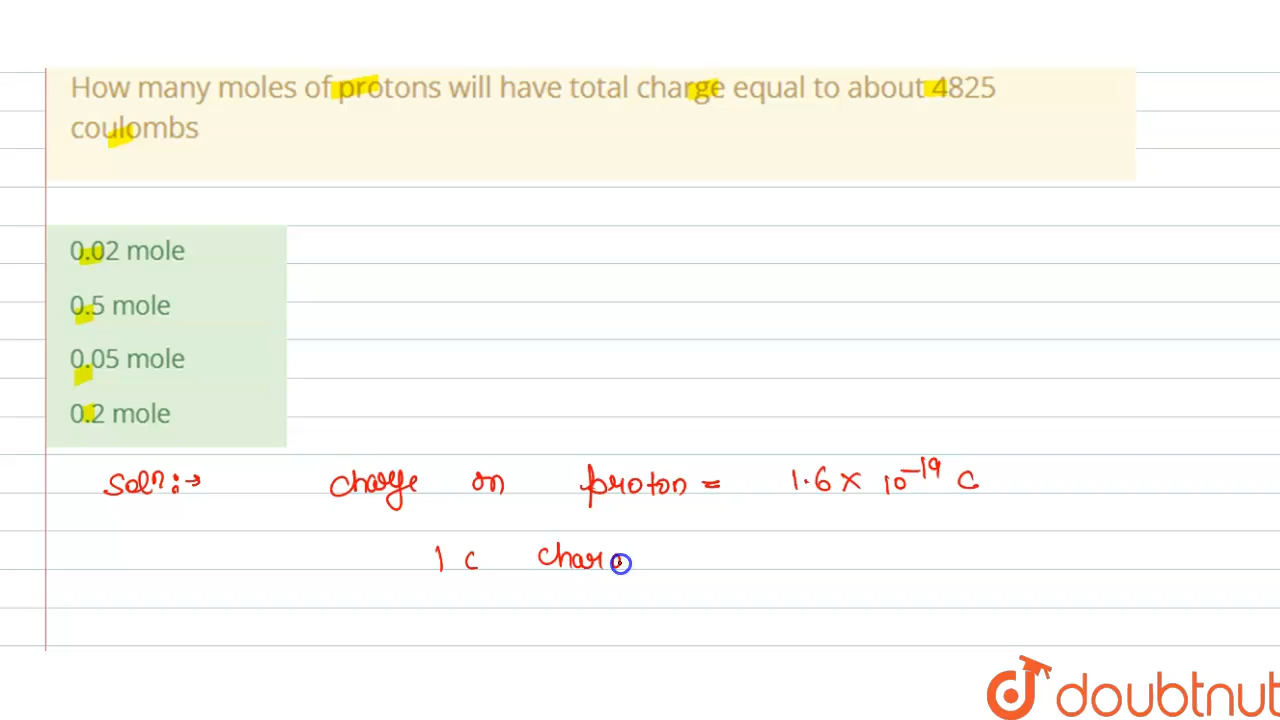 How many moles of protons will have total charge equal to about 4825
coulombs
0.02 mole
0.5 mole
0.05 mole
0.2 mole
Soln:→ charge on proton = 1.6 × 10⁻¹⁹ C
1 C char
doubtnut